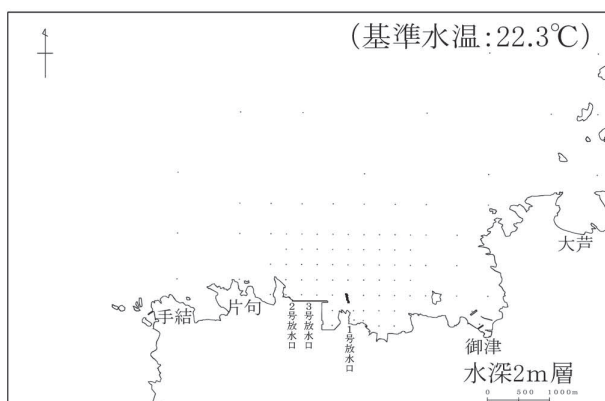 (基準水温:22.3℃)
大芦
手結
片句
2号放水口
3号放水口
1号放水口
御津
水深2m層
0 500 1000m